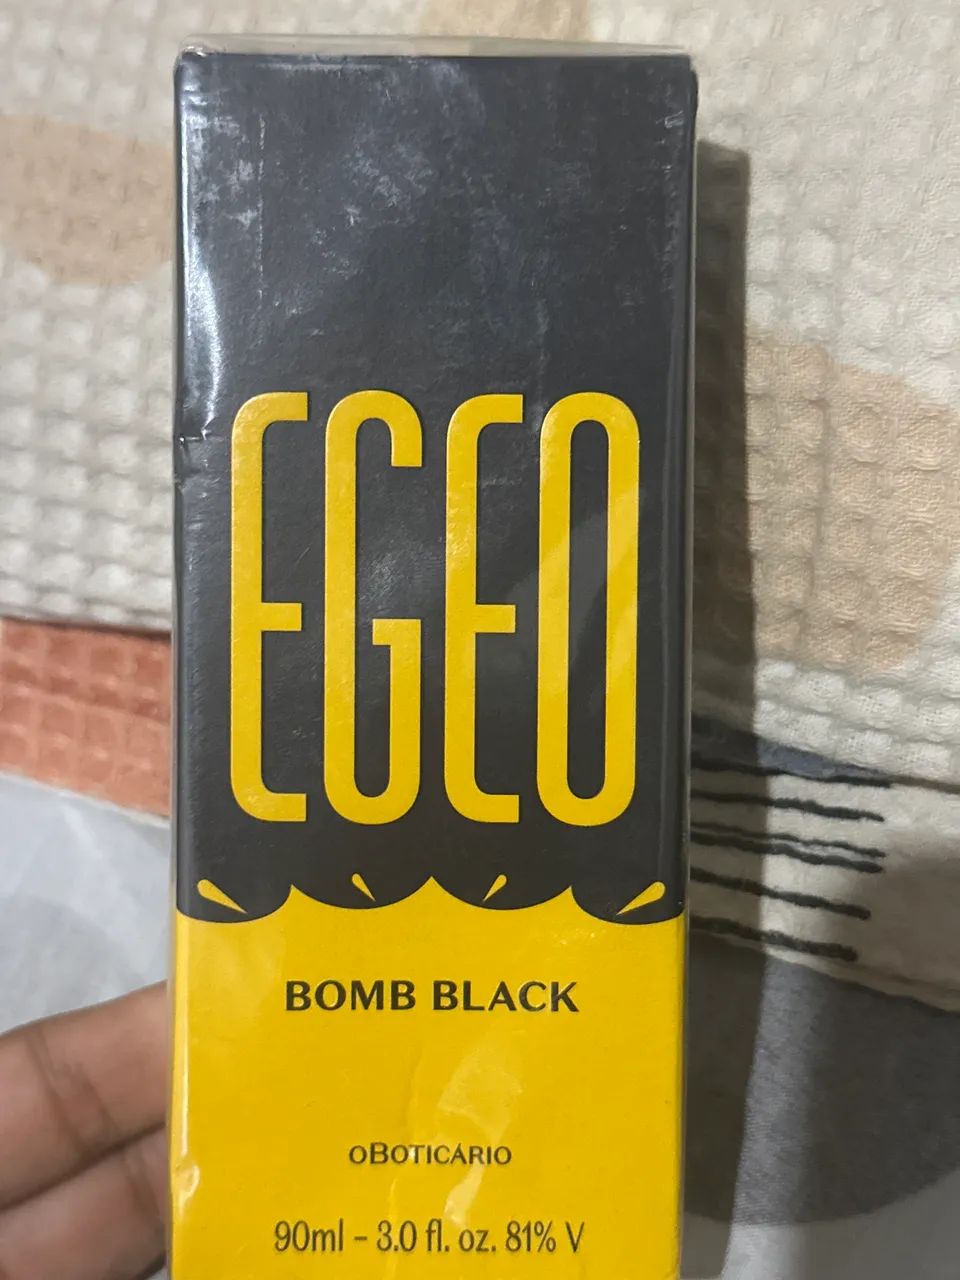 EGEO
BOMB BLACK
oBOTICÁRIO
90ml - 3.0 fl. oz. 81% V